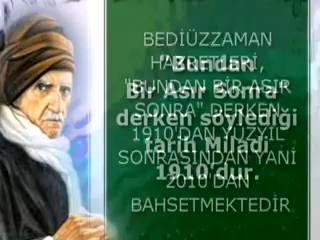 BEDİÜZZAMAN
HAZRETLERİ,
"BUNDAN BİR ASIR
SONRA" DERKEN
1910'DAN YÜZYIL
SONRASINDAN YANİ
2010'DAN
BAHSETMEKTEDİR
"Bundan
Bir Asır Sonra"
derken söylediği
tarih Miladi
1910'dur.